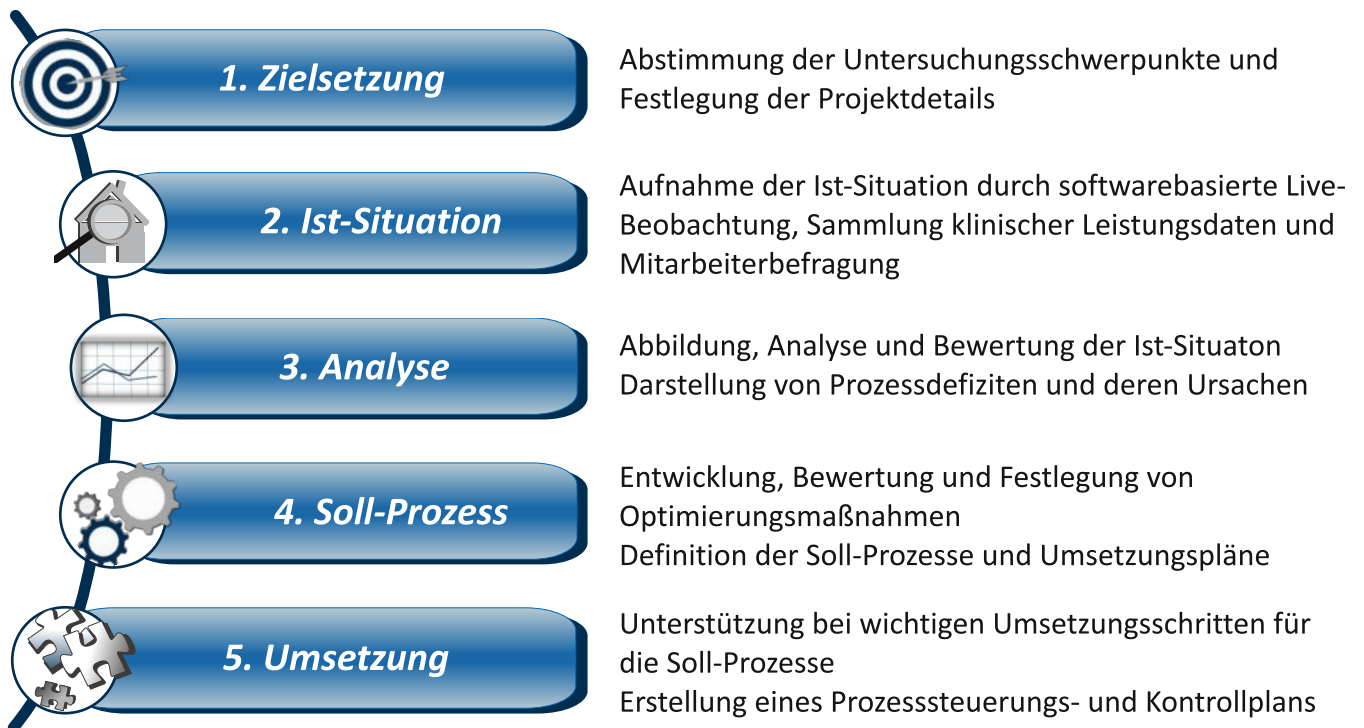 1. Zielsetzung
Abstimmung der Untersuchungsschwerpunkte und
Festlegung der Projektdetails
2. Ist-Situation
Aufnahme der Ist-Situation durch softwarebasierte Live-
Beobachtung, Sammlung klinischer Leistungsdaten und
Mitarbeiterbefragung
3. Analyse
Abbildung, Analyse und Bewertung der Ist-Situaton
Darstellung von Prozessdefiziten und deren Ursachen
4. Soll-Prozess
Entwicklung, Bewertung und Festlegung von
Optimierungsmaßnahmen
Definition der Soll-Prozesse und Umsetzungspläne
5. Umsetzung
Unterstützung bei wichtigen Umsetzungsschritten für
die Soll-Prozesse
Erstellung eines Prozesssteuerungs- und Kontrollplans